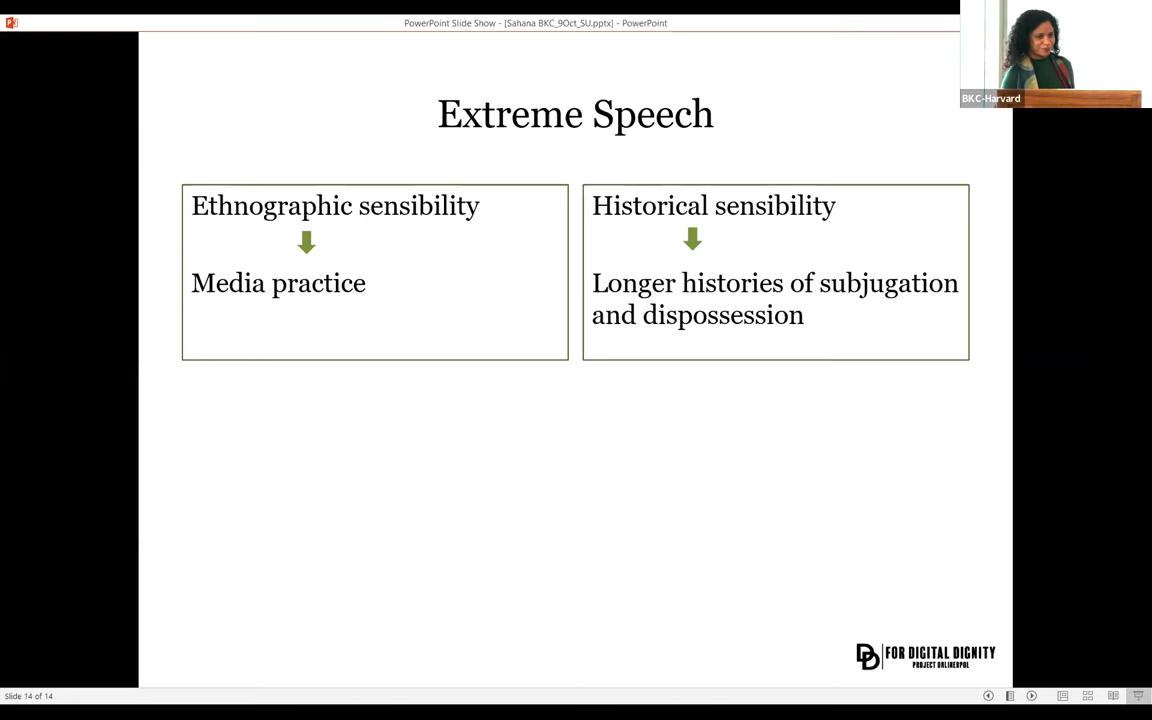 PowerPoint Slide Show - [Sahana BKC_9Oct_SU.pptx] - PowerPoint
BKC-Harvard
Extreme Speech
Ethnographic sensibility
Media practice
Historical sensibility
Longer histories of subjugation
and dispossession
DD FOR DIGITAL DIGNITY
PROJECT ONLINERPOL
Slide 14 of 14